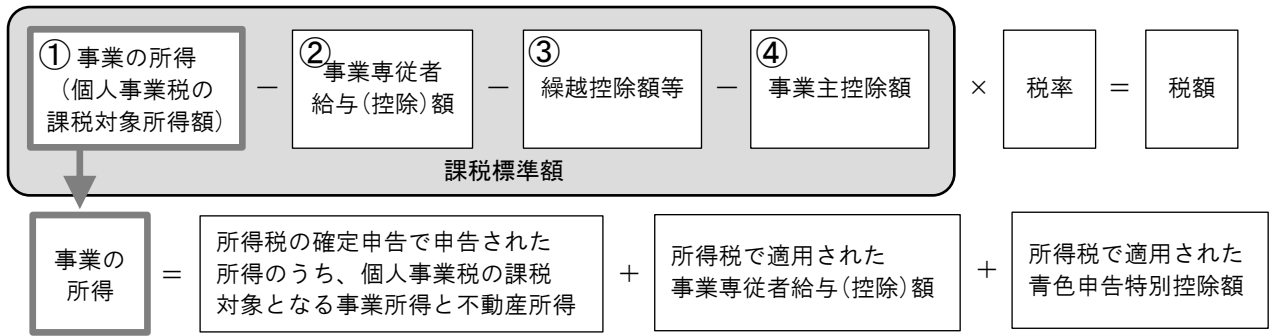 ① 事業の所得
（個人事業税の
課税対象所得額）
－
② 事業専従者
給与（控除）額
－
③ 繰越控除額等
－
④ 事業主控除額
×
税率
＝
税額
課税標準額
事業の
所得
＝
所得税の確定申告で申告された
所得のうち、個人事業税の課税
対象となる事業所得と不動産所得
＋
所得税で適用された
事業専従者給与（控除）額
＋
所得税で適用された
青色申告特別控除額